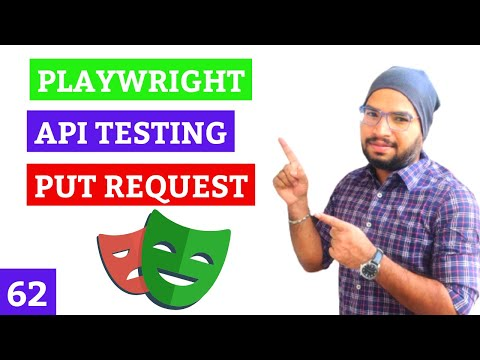 PLAYWRIGHT
API TESTING
PUT REQUEST
62